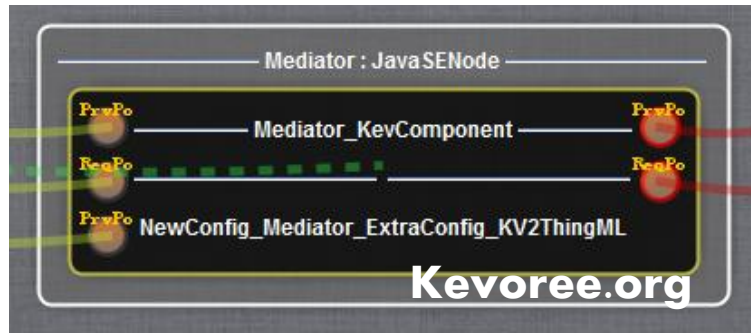 Mediator : JavaSENode
PrvPo
PrvPo
Mediator_KevComponent
ReqPo
ReqPo
PrvPo
NewConfig_Mediator_ExtraConfig_KV2ThingML
Kevoree.org